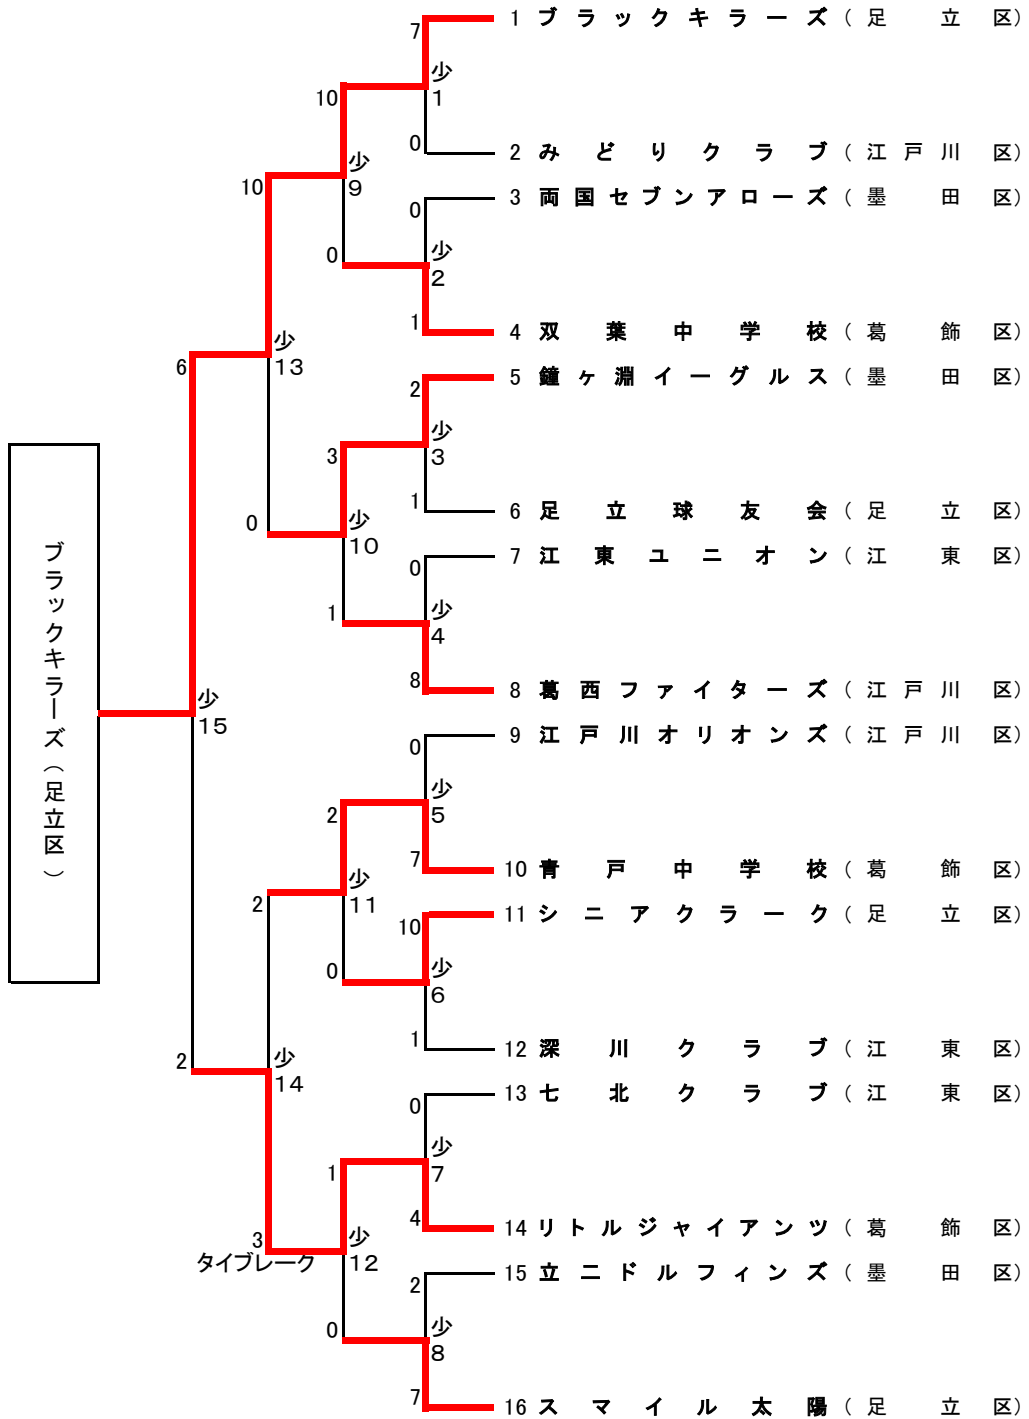 7
1 ブラックキラーズ(足立区)
少
10
1
0
2 みどりクラブ(江戸川区)
少
10
9
0
3 両国セブンアローズ(墨田区)
少
0
2
1
4 双葉中学校(葛飾区)
少
6
13
2
5 鐘ヶ淵イーグルス(墨田区)
少
3
3
1
6 足立球友会(足立区)
少
0
10
0
7 江東ユニオン(江東区)
少
1
4
8
8 葛西ファイターズ(江戸川区)
ブラックキラーズ(足立区)
少
15
0
9 江戸川オリオンズ(江戸川区)
少
2
5
7
10 青戸中学校(葛飾区)
少
2
11
10
11 シニアクラーク(足立区)
少
0
6
1
12 深川クラブ(江東区)
少
2
14
0
13 七北クラブ(江東区)
少
1
7
4
14 リトルジャイアンツ(葛飾区)
少
3
タイブレーク
12
2
15 立二ドルフィンズ(墨田区)
少
0
8
7
16 スマイル太陽(足立区)